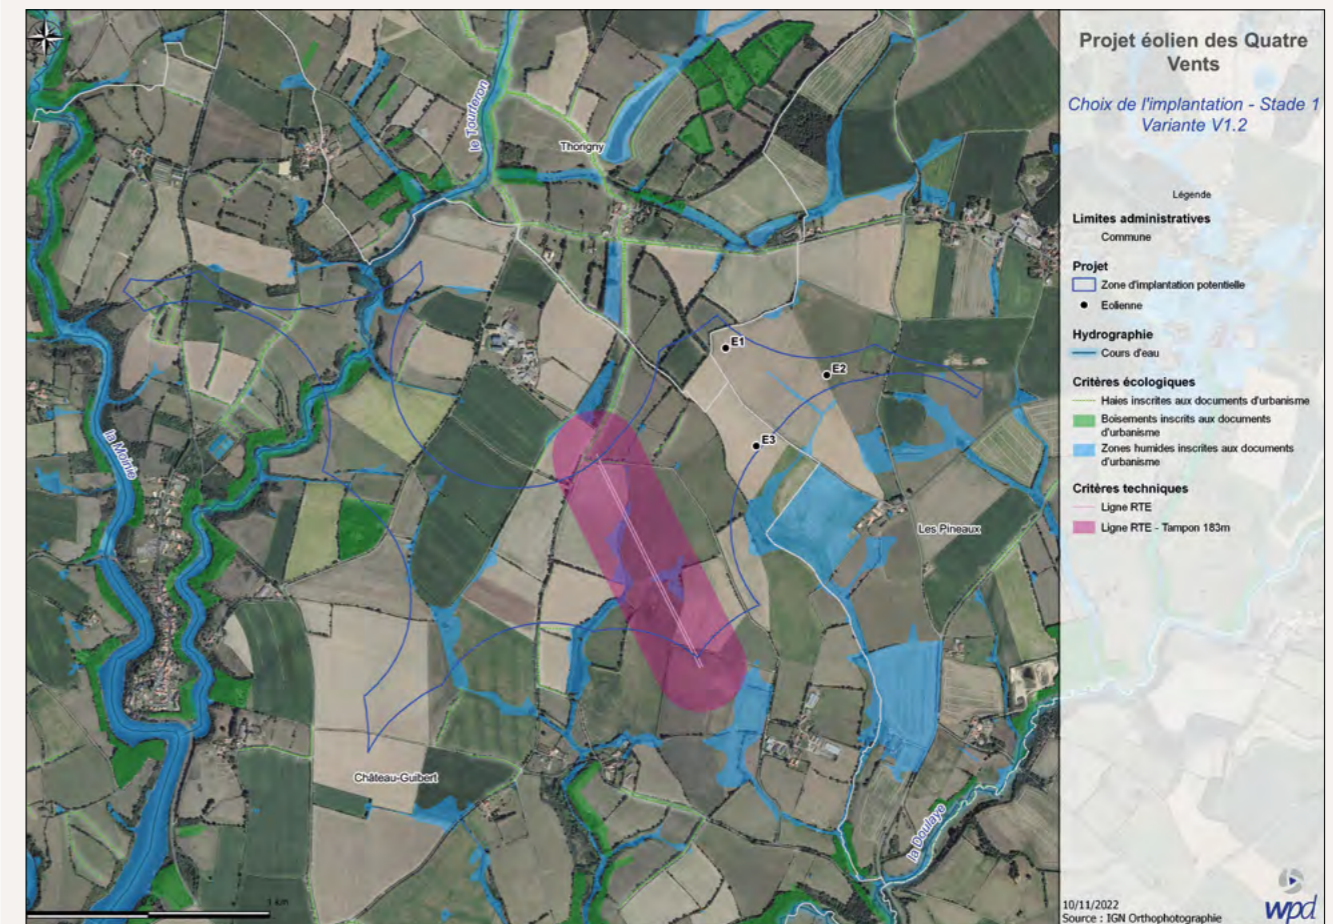 Projet éolien des Quatre
Vents
Choix de l'implantation - Stade 1
Variante V1.2
Légende
Limites administratives
Commune
Projet
Zone d'implantation potentielle
Eolienne
Hydrographie
Cours d'eau
Critères écologiques
Haies inscrites aux documents d'urbanisme
Boisements inscrits aux documents
d'urbanisme
Zones humides inscrites aux documents
d'urbanisme
Critères techniques
Ligne RTE
Ligne RTE - Tampon 183m
10/11/2022
Source : IGN Orthophotographie
wpd
le Tourteron
Thorigny
E1
E2
E3
la Moinie
Les Pineaux
Château-Guibert
la Doulaye
1 km